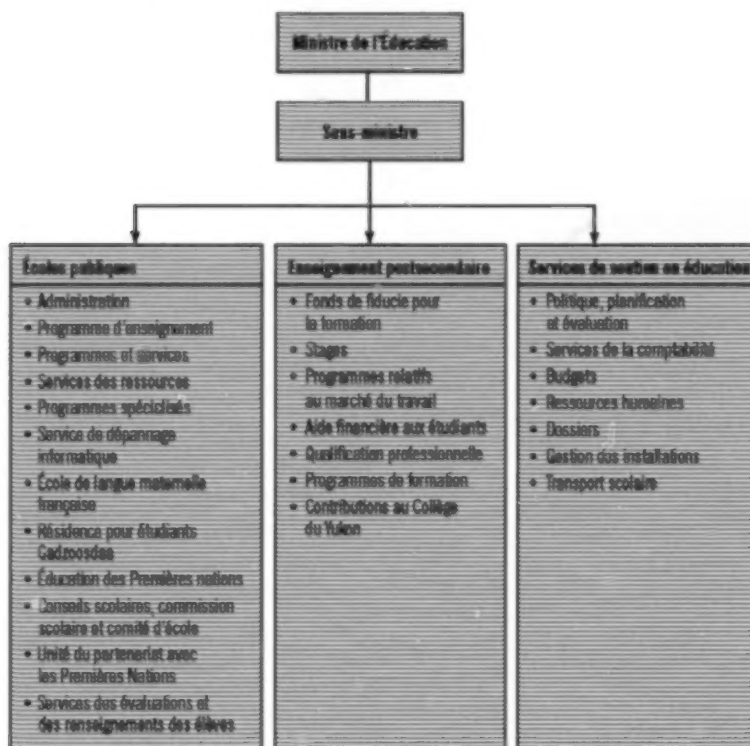 Ministre de l'Éducation
Sous-ministre
Écoles publiques
• Administration
• Programme d'enseignement
• Programmes et services
• Services des ressources
• Programmes spécialisés
• Service de dépannage
informatique
• École de langue maternelle
française
• Résidence pour étudiants
Gadzoosdaa
• Éducation des Premières nations
• Conseils scolaires, commission
scolaire et comité d'école
• Unité du partenariat avec
les Premières Nations
• Services des évaluations et
des renseignements des élèves
Enseignement postsecondaire
• Fonds de fiducie pour
la formation
• Stages
• Programmes relatifs
au marché du travail
• Aide financière aux étudiants
• Qualification professionnelle
• Programmes de formation
• Contributions au Collège
du Yukon
Services de soutien en éducation
• Politique, planification
et évaluation
• Services de la comptabilité
• Budgets
• Ressources humaines
• Dossiers
• Gestion des installations
• Transport scolaire